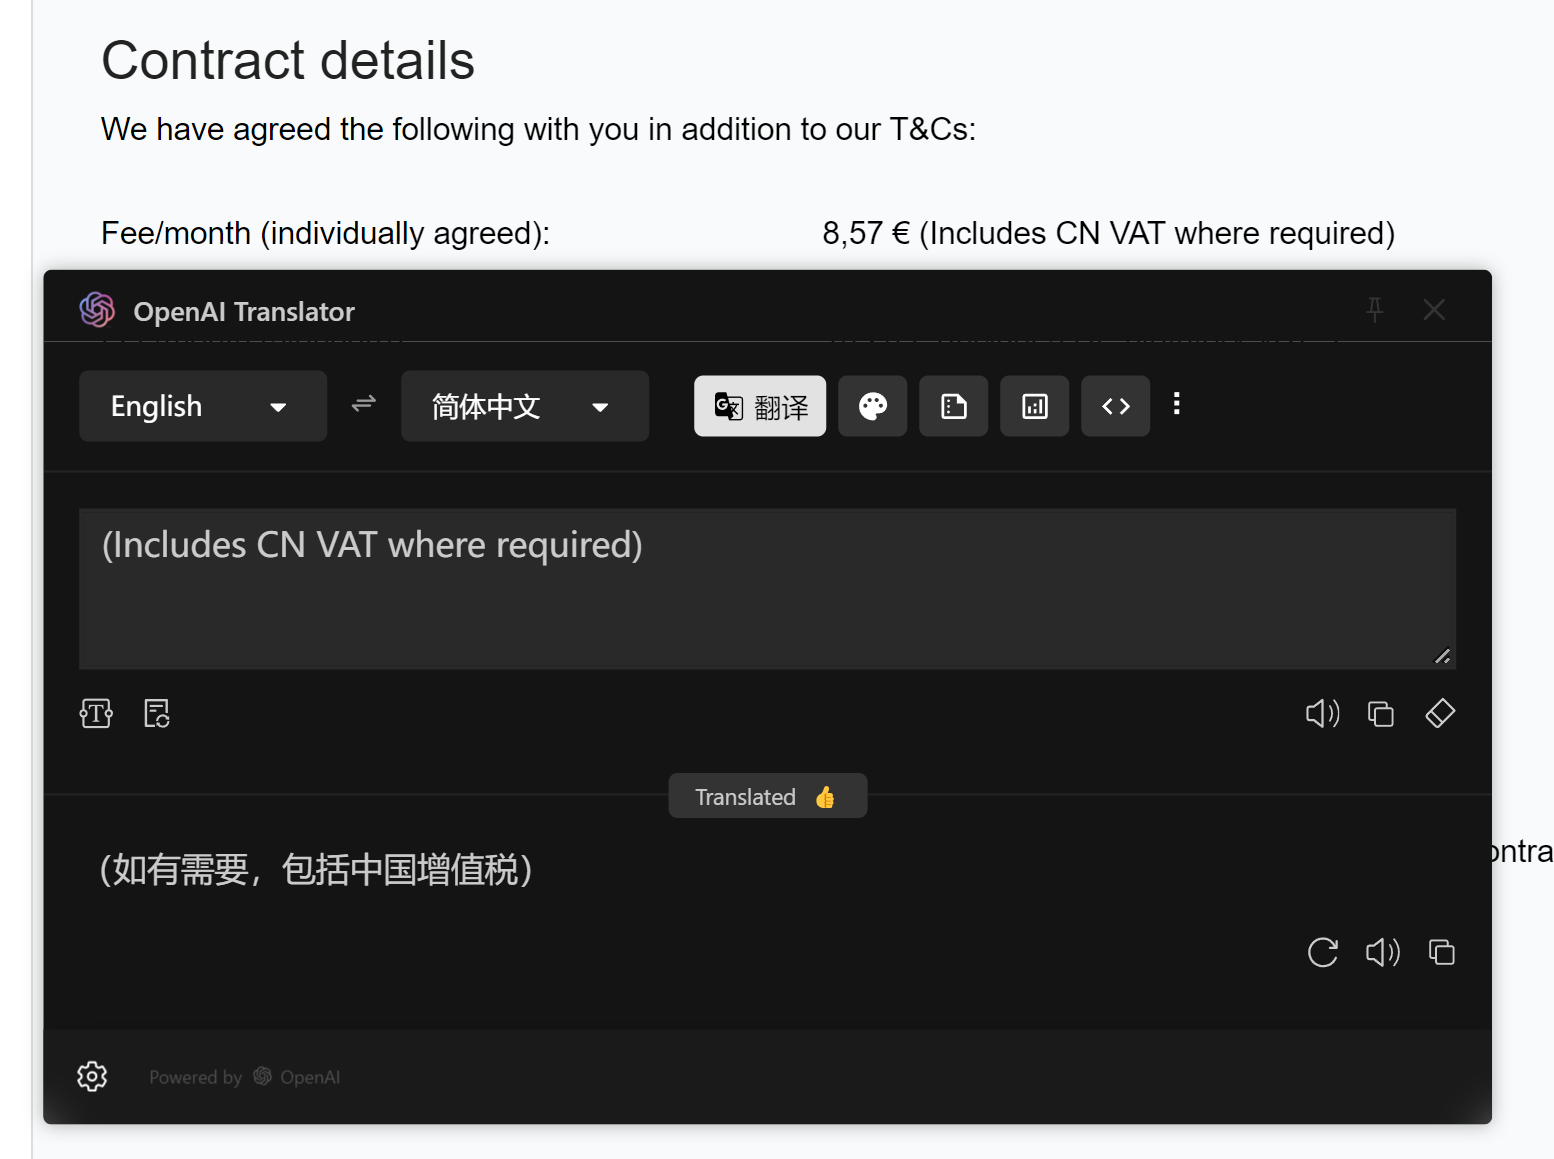 Contract details
We have agreed the following with you in addition to our T&Cs:
Fee/month (individually agreed):
8,57 € (Includes CN VAT where required)
OpenAI Translator
English
简体中文
翻译
(Includes CN VAT where required)
Translated 👍
(如有需要，包括中国增值税)
ontra
Powered by OpenAI